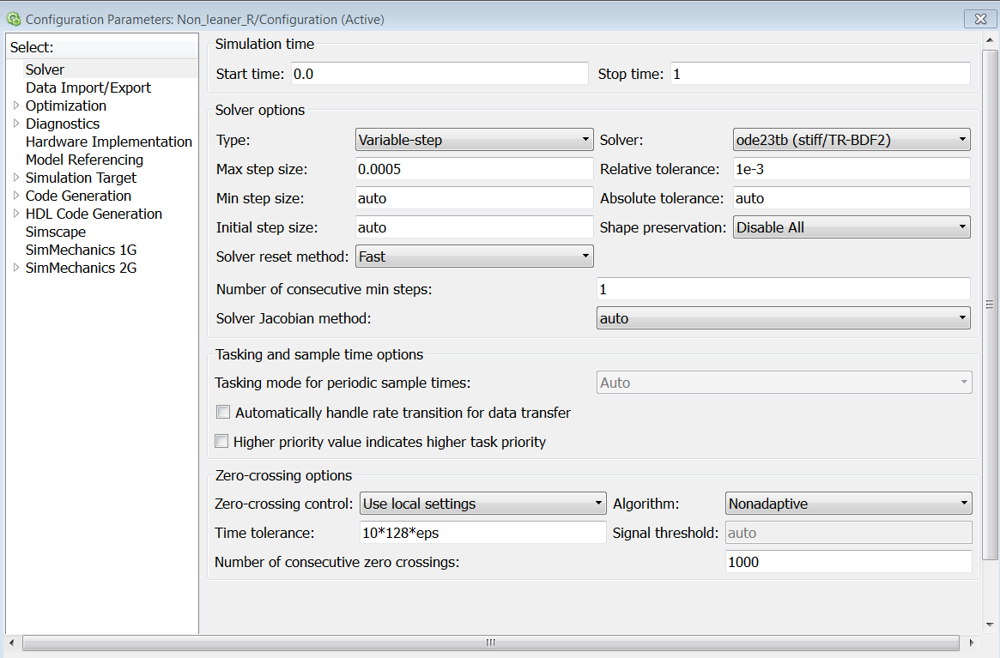 Configuration Parameters: Non_leaner_R/Configuration (Active)
Select:
Solver
Data Import/Export
Optimization
Diagnostics
Hardware Implementation
Model Referencing
Simulation Target
Code Generation
HDL Code Generation
Simscape
SimMechanics 1G
SimMechanics 2G
Simulation time
Start time: 0.0 Stop time: 1
Solver options
Type: Variable-step Solver: ode23tb (stiff/TR-BDF2)
Max step size: 0.0005 Relative tolerance: 1e-3
Min step size: auto Absolute tolerance: auto
Initial step size: auto Shape preservation: Disable All
Solver reset method: Fast
Number of consecutive min steps: 1
Solver Jacobian method: auto
Tasking and sample time options
Tasking mode for periodic sample times: Auto
Automatically handle rate transition for data transfer
Higher priority value indicates higher task priority
Zero-crossing options
Zero-crossing control: Use local settings Algorithm: Nonadaptive
Time tolerance: 10*128*eps Signal threshold: auto
Number of consecutive zero crossings: 1000